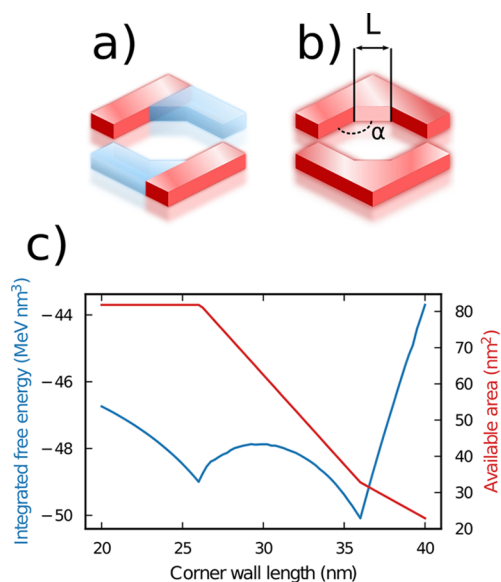 a)
b)
L
α
c)
Integrated free energy (MeV nm³)
−44
−46
−48
−50
80
70
60
50
40
30
20
Available area (nm²)
20
25
30
35
40
Corner wall length (nm)